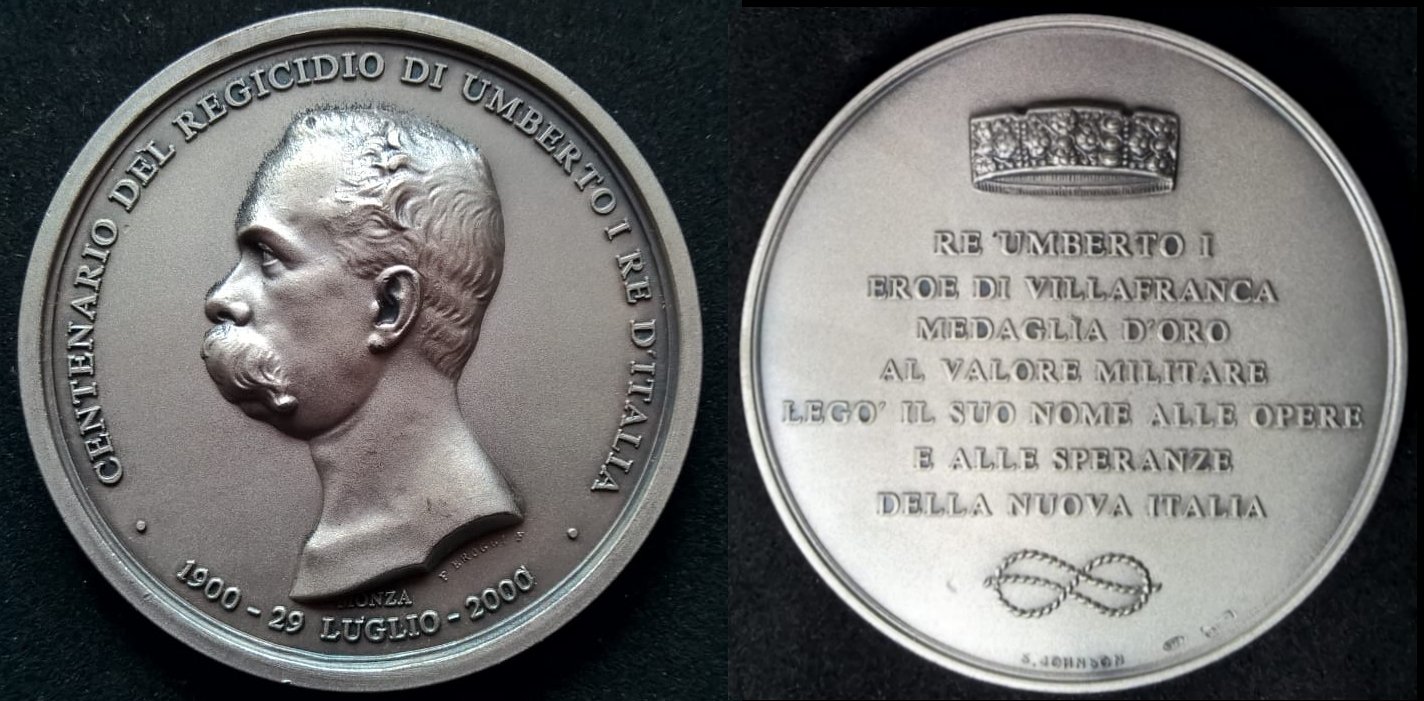 CENTENARIO DEL REGICIDIO DI UMBERTO I RE D'ITALIA
MONZA
1900 - 29 LUGLIO - 2000
RE UMBERTO I
EROE DI VILLAFRANCA
MEDAGLIA D'ORO
AL VALORE MILITARE
LEGO' IL SUO NOME ALLE OPERE
E ALLE SPERANZE
DELLA NUOVA ITALIA
S. JOHNSON